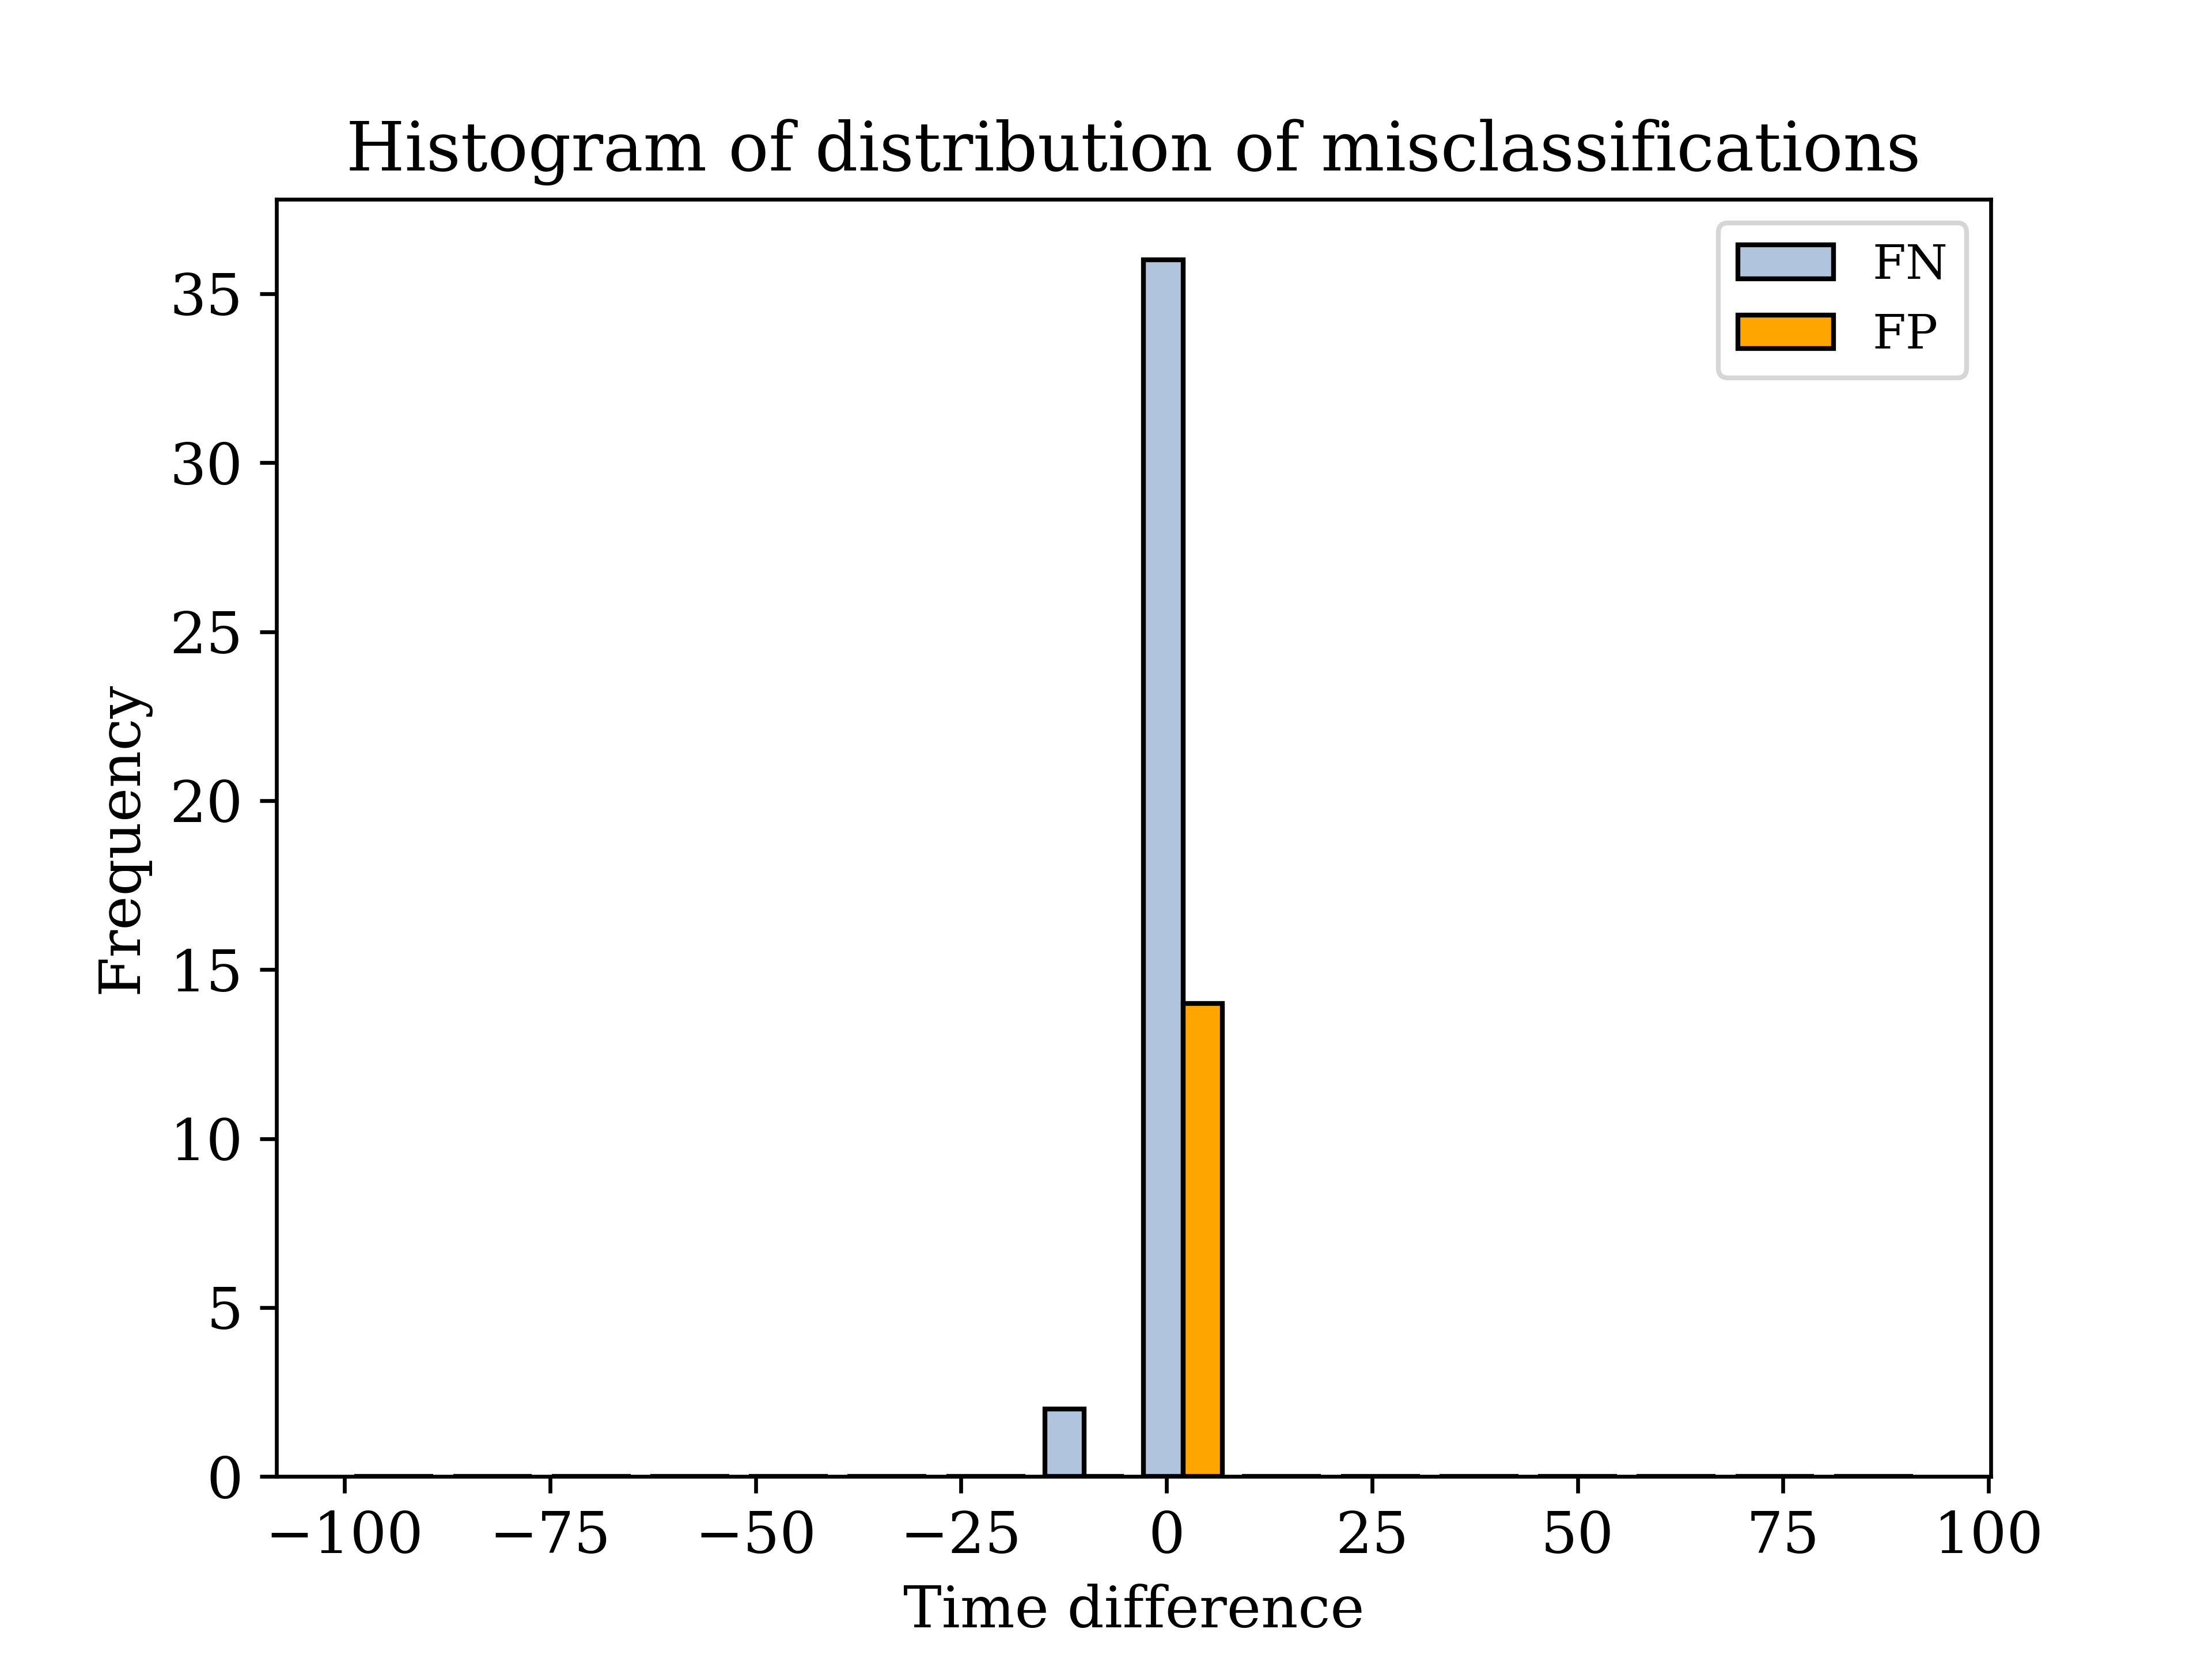 Histogram of distribution of misclassifications
FN
FP
35
30
25
20
15
10
5
0
Frequency
−100 −75 −50 −25 0 25 50 75 100
Time difference